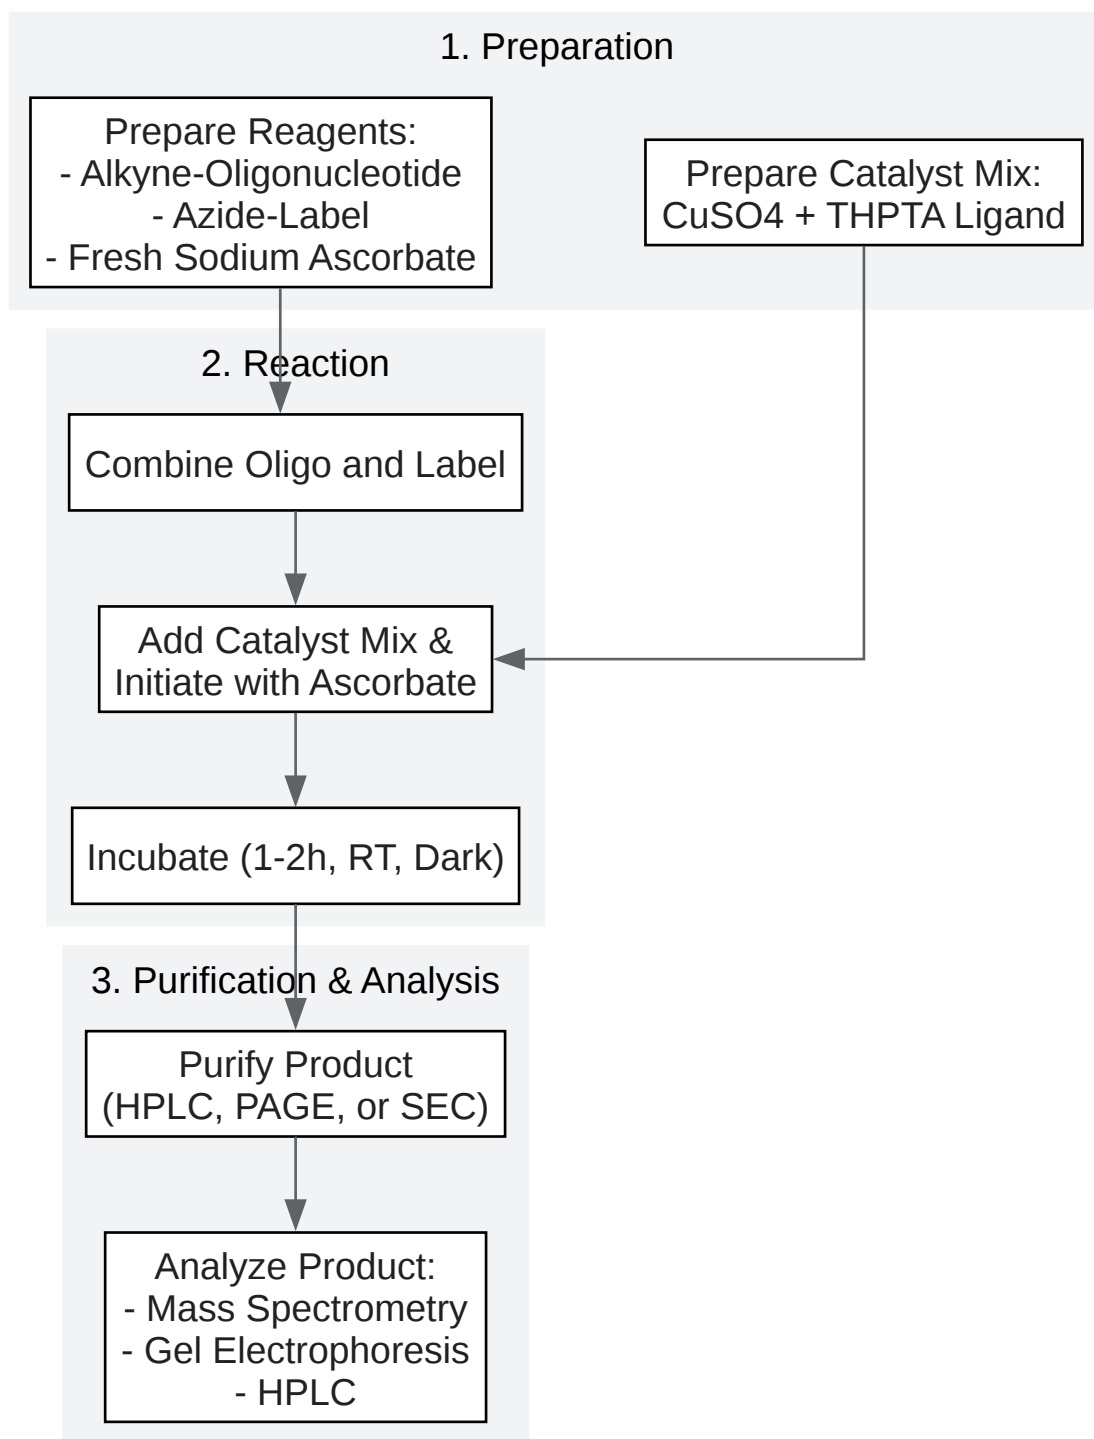 1. Preparation
Prepare Reagents:
- Alkyne-Oligonucleotide
- Azide-Label
- Fresh Sodium Ascorbate
Prepare Catalyst Mix:
CuSO4 + THPTA Ligand
2. Reaction
Combine Oligo and Label
Add Catalyst Mix &
Initiate with Ascorbate
Incubate (1-2h, RT, Dark)
3. Purification & Analysis
Purify Product
(HPLC, PAGE, or SEC)
Analyze Product:
- Mass Spectrometry
- Gel Electrophoresis
- HPLC